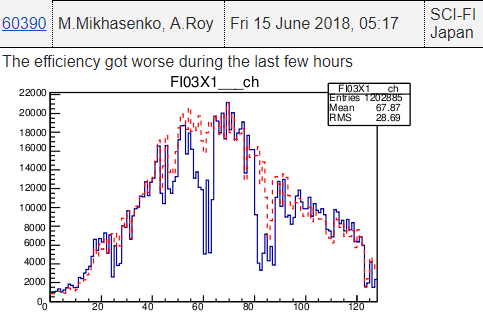 60390 M.Mikhasenko, A.Roy Fri 15 June 2018, 05:17 SCI-FI
Japan
The efficiency got worse during the last few hours
FI03X1___ch
FI03X1___ch
Entries 1202885
Mean 67.87
RMS 28.69
22000
20000
18000
16000
14000
12000
10000
8000
6000
4000
2000
0
0 20 40 60 80 100 120